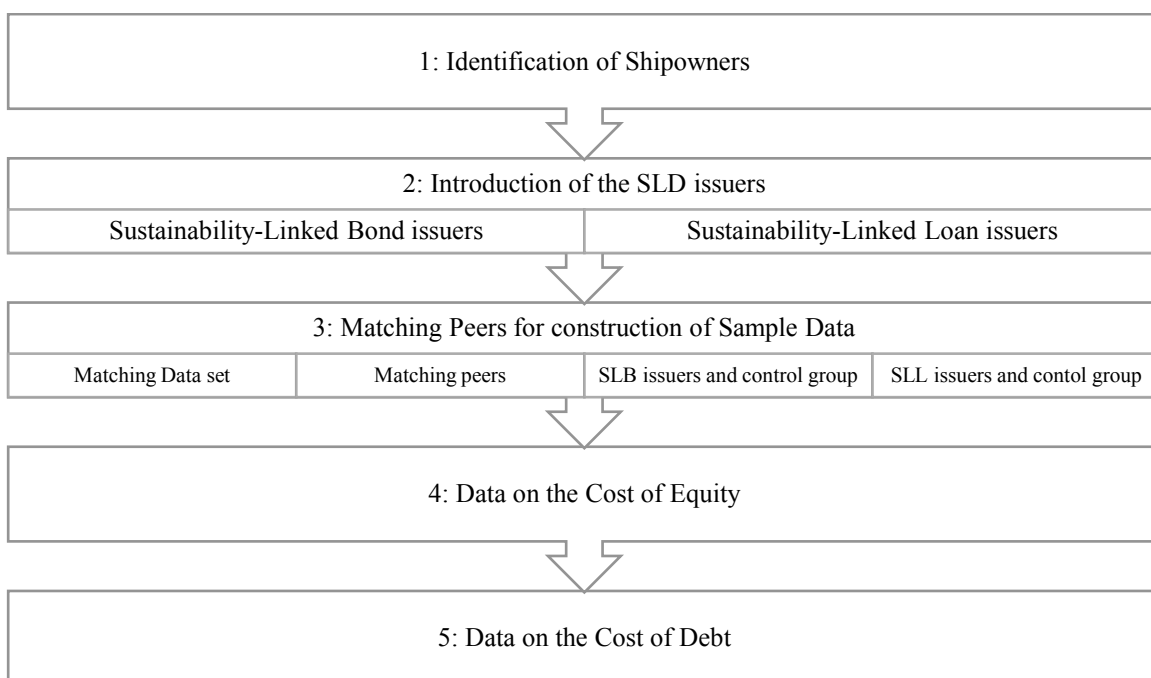 1: Identification of Shipowners
2: Introduction of the SLD issuers
Sustainability-Linked Bond issuers
Sustainability-Linked Loan issuers
3: Matching Peers for construction of Sample Data
Matching Data set
Matching peers
SLB issuers and control group
SLL issuers and contol group
4: Data on the Cost of Equity
5: Data on the Cost of Debt